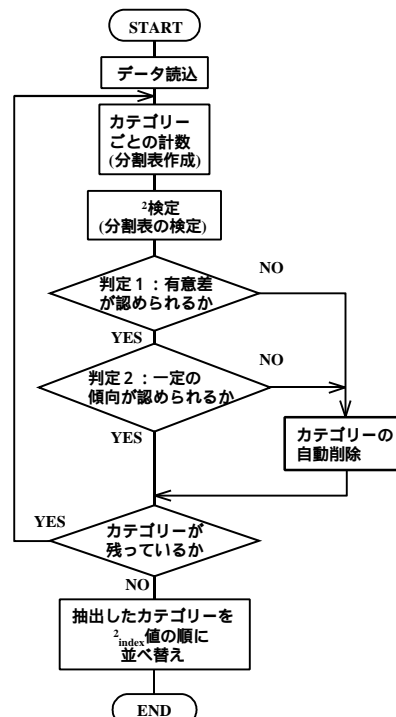 START
データ読込
カテゴリー
ごとの計数
(分割表作成)
²検定
(分割表の検定)
判定１：有意差
が認められるか
NO
YES
判定２：一定の
傾向が認められるか
NO
YES
カテゴリーの
自動削除
カテゴリーが
残っているか
YES
NO
抽出したカテゴリーを
²index値の順に
並べ替え
END